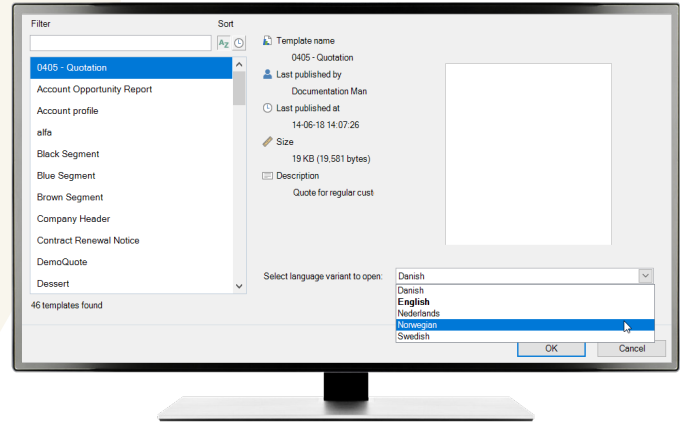 Filter
Sort
AZ
0405 - Quotation
Account Opportunity Report
Account profile
alfa
Black Segment
Blue Segment
Brown Segment
Company Header
Contract Renewal Notice
DemoQuote
Dessert
46 templates found
Template name
0405 - Quotation
Last published by
Documentation Man
Last published at
14-06-18 14:07:26
Size
19 KB (19,581 bytes)
Description
Quote for regular cust
Select language variant to open:
Danish
Danish
English
Nederlands
Norwegian
Swedish
OK
Cancel